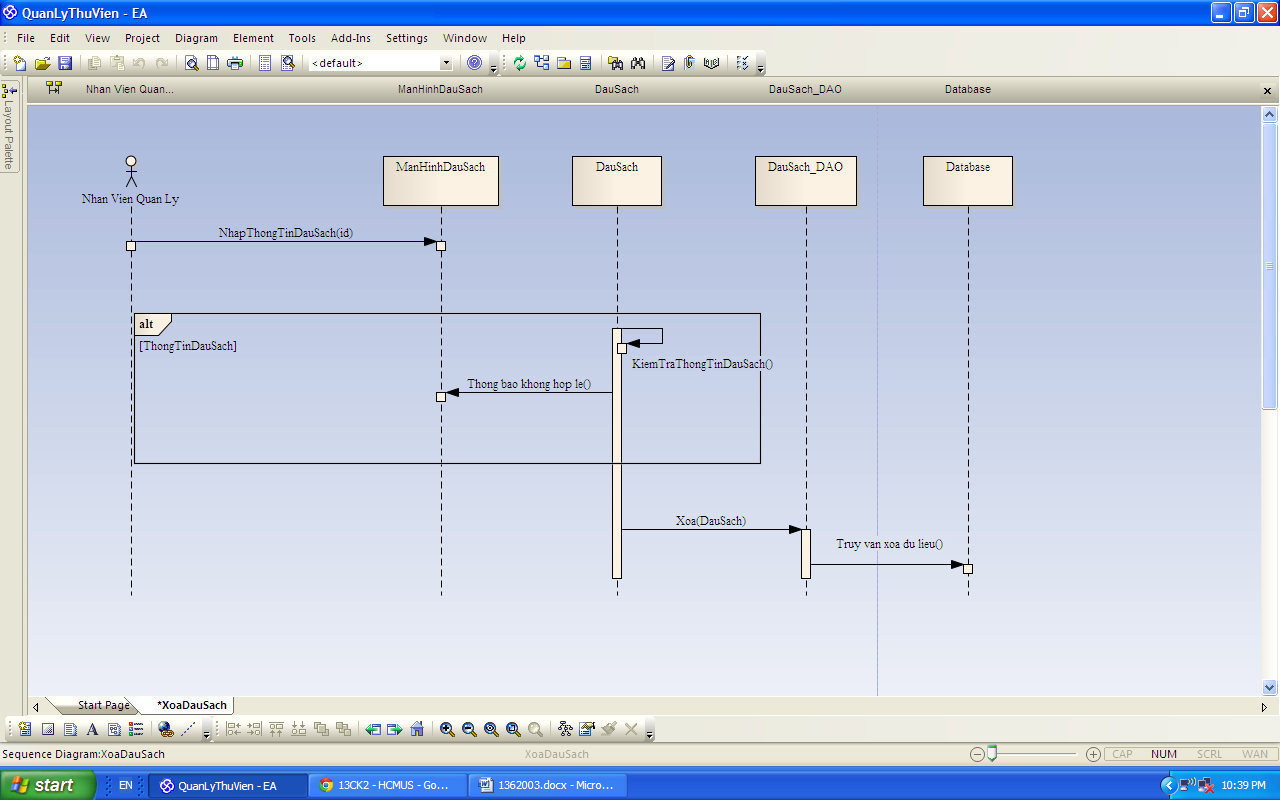 QuanLyThuVien - EA
File Edit View Project Diagram Element Tools Add-Ins Settings Window Help
<default>
Nhan Vien Quan... ManHinhDauSach DauSach DauSach_DAO Database
Layout Palette
ManHinhDauSach DauSach DauSach_DAO Database
Nhan Vien Quan Ly
NhapThongTinDauSach(id)
alt
[ThongTinDauSach]
KiemTraThongTinDauSach()
Thong bao khong hop le()
Xoa(DauSach)
Truy van xoa du lieu()
Start Page *XoaDauSach
Sequence Diagram:XoaDauSach XoaDauSach CAP NUM SCRL WAN
start EN QuanLyThuVien - EA 13CK2 - HCMUS - Go... 1362003.docx - Micro... 10:39 PM